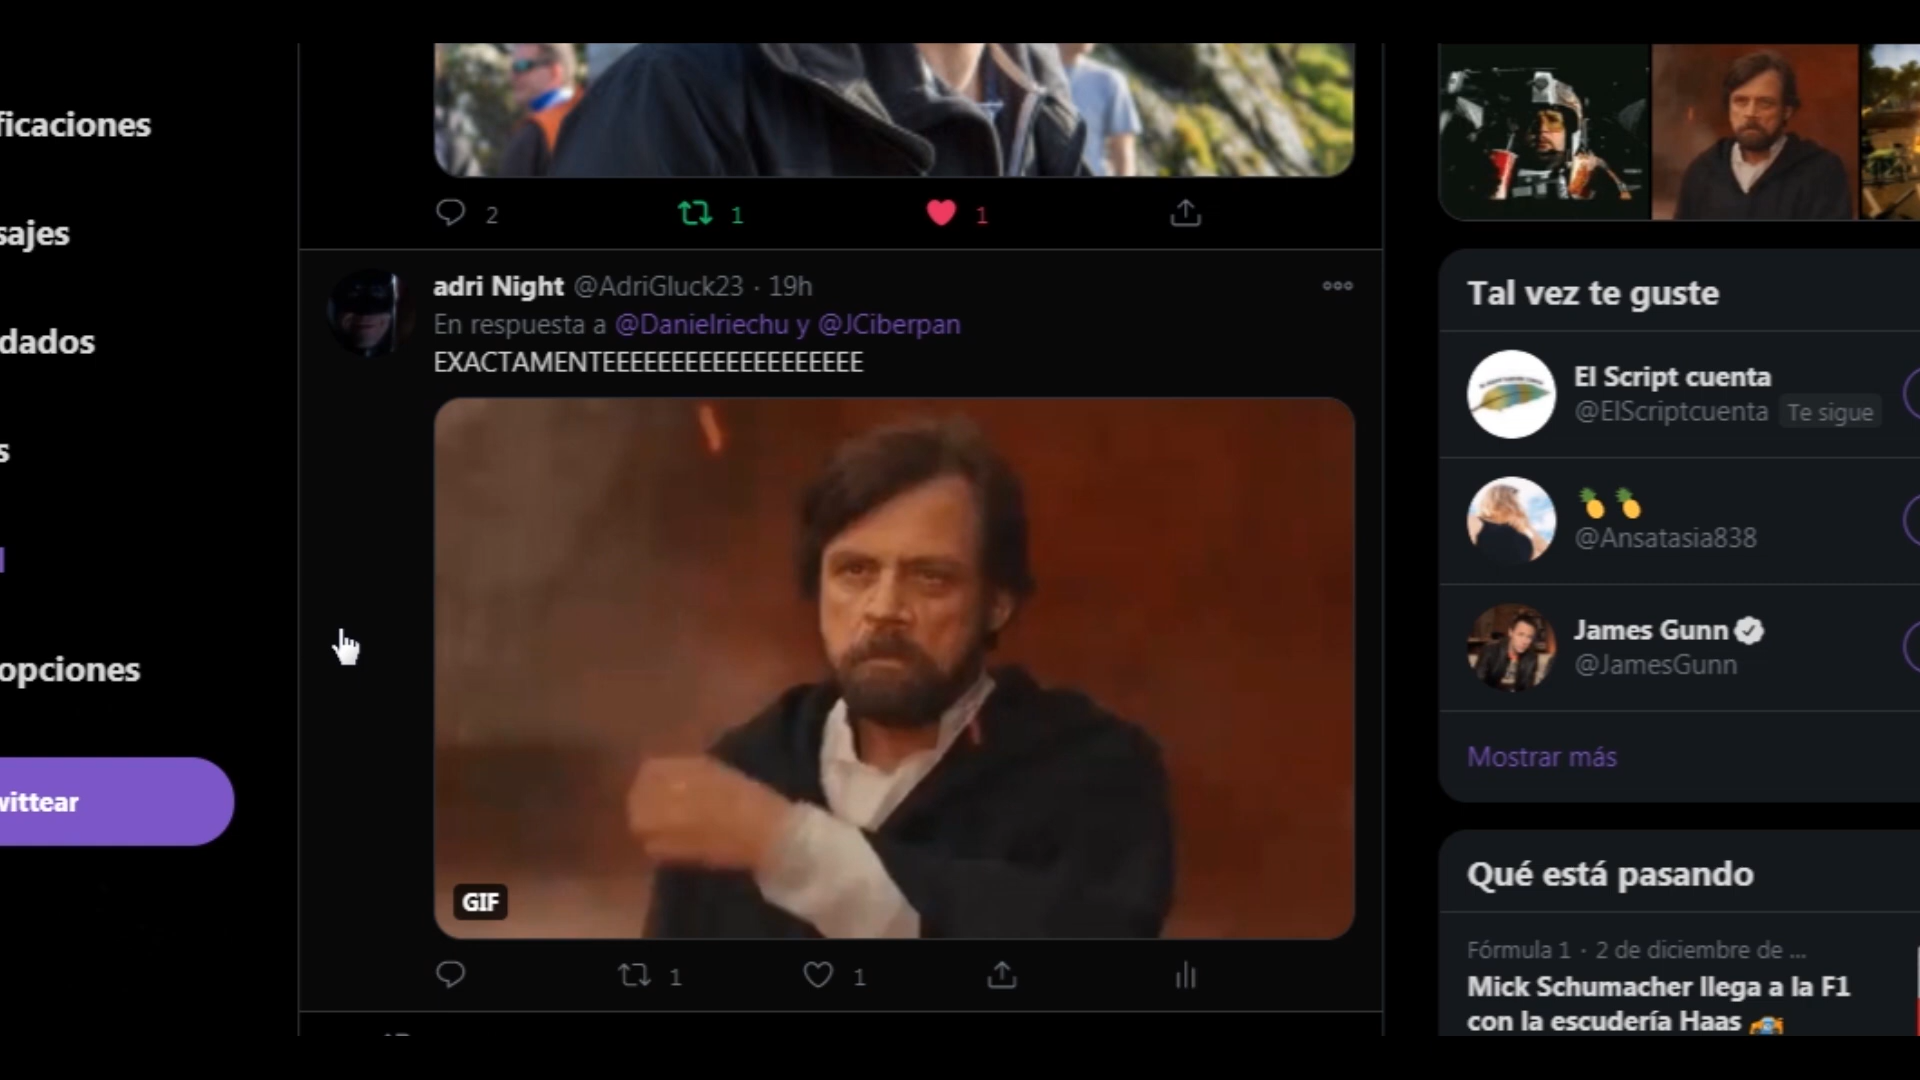 ficaciones
sajes
dados
s
opciones
wittear
2
1
1
adri Night @AdriGluck23 · 19h
En respuesta a @Danielriechu y @JCiberpan
EXACTAMENTEEEEEEEEEEEEEEEEEEE
GIF
1
1
Tal vez te guste
El Script cuenta
@ElScriptcuenta Te sigue
🍍🍍
@Ansatasia838
James Gunn
@JamesGunn
Mostrar más
Qué está pasando
Fórmula 1 · 2 de diciembre de ...
Mick Schumacher llega a la F1
con la escudería Haas